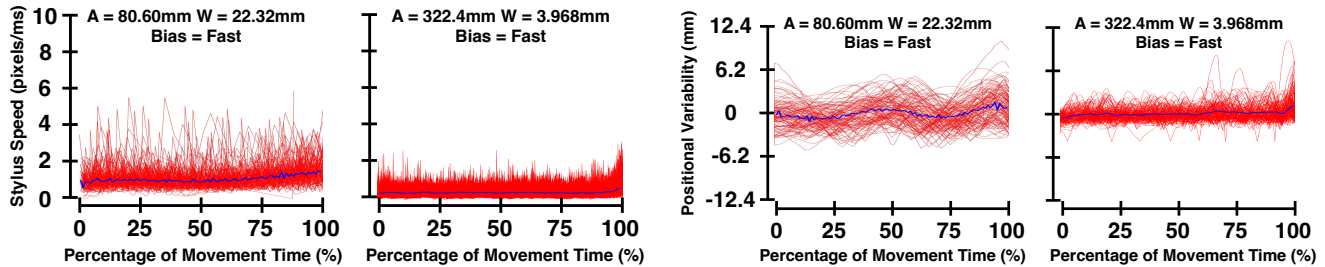 A = 80.60mm W = 22.32mm
Bias = Fast
Stylus Speed (pixels/ms)
10
8
6
4
2
0
0 25 50 75 100
Percentage of Movement Time (%)
A = 322.4mm W = 3.968mm
Bias = Fast
0 25 50 75 100
Percentage of Movement Time (%)
A = 80.60mm W = 22.32mm
Bias = Fast
Positional Variability (mm)
12.4
6.2
0
-6.2
-12.4
0 25 50 75 100
Percentage of Movement Time (%)
A = 322.4mm W = 3.968mm
Bias = Fast
0 25 50 75 100
Percentage of Movement Time (%)